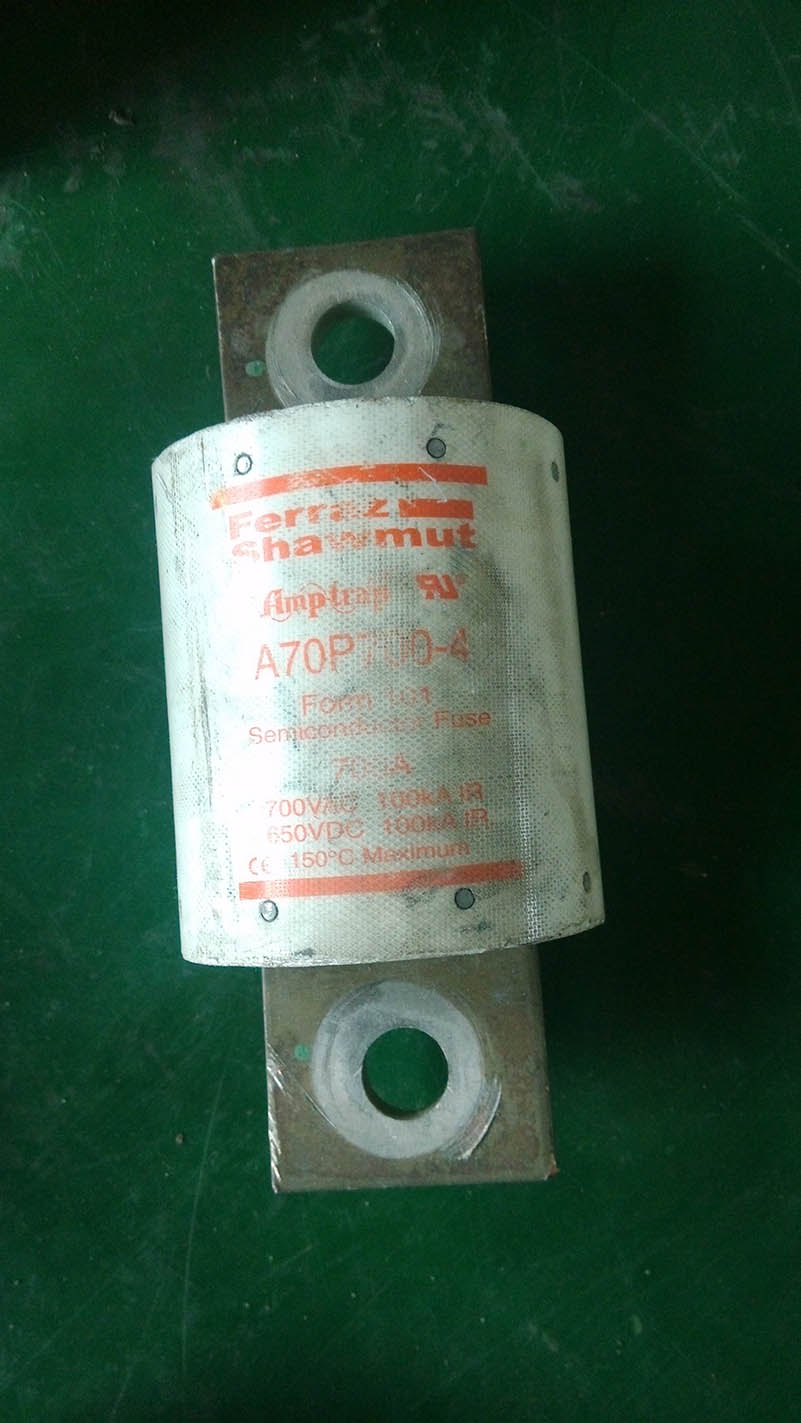 Ferraz
Shawmut
Amp-trap
A70P700-4
Form 101
Semiconductor Fuse
700A
700VAC 100kA IR
650VDC 100kA IR
CE 150°C Maximum